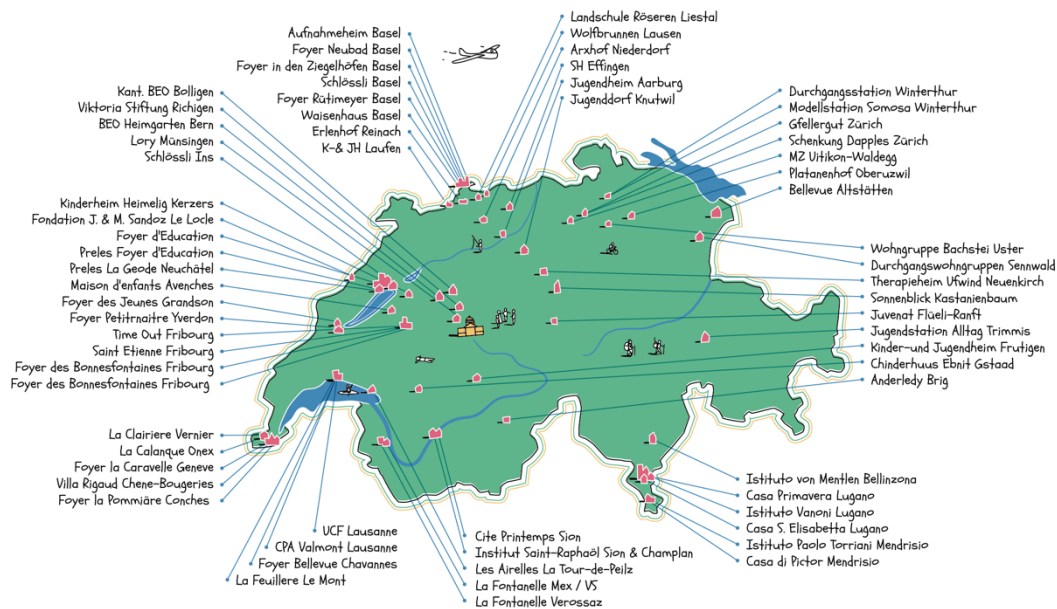 Landschule Röseren Liestal
Wolfbrunnen Lausen
Arxhof Niederdorf
SH Effingen
Jugendheim Aarburg
Jugenddorf Knutwil
Aufnahmeheim Basel
Foyer Neubad Basel
Foyer in den Ziegelhöfen Basel
Schlössli Basel
Foyer Rütimeyer Basel
Waisenhaus Basel
Erlenhof Reinach
K-& JH Laufen
Kant. BEO Bolligen
Viktoria Stiftung Richigen
BEO Heimgarten Bern
Lory Münsingen
Schlössli Ins
Durchgangsstation Winterthur
Modellstation Somosa Winterthur
Gfellergut Zürich
Schenkung Dapples Zürich
MZ Uitikon-Waldegg
Platanenhof Oberuzwil
Bellevue Altstätten
Kinderheim Heimelig Kerzers
Fondation J. & M. Sandoz Le Locle
Foyer d'Education
Preles Foyer d'Education
Preles La Geode Neuchâtel
Maison d'enfants Avenches
Foyer des Jeunes Grandson
Foyer Petitrnaitre Yverdon
Time Out Fribourg
Saint Etienne Fribourg
Foyer des Bonnesfontaines Fribourg
Foyer des Bonnesfontaines Fribourg
Wohngruppe Bachstei Uster
Durchgangswohngruppen Sennwald
Therapieheim Ufwind Neuenkirch
Sonnenblick Kastanienbaum
Juvenat Flüeli-Ranft
Jugendstation Alltag Trimmis
Kinder-und Jugendheim Frutigen
Chinderhuus Ebnit Gstaad
Anderledy Brig
La Clairiere Vernier
La Calanque Onex
Foyer la Caravelle Geneve
Villa Rigaud Chene-Bougeries
Foyer la Pommiäre Conches
UCF Lausanne
CPA Valmont Lausanne
Foyer Bellevue Chavannes
La Feuillere Le Mont
Cite Printemps Sion
Institut Saint-Raphaöl Sion & Champlan
Les Airelles La Tour-de-Peilz
La Fontanelle Mex / VS
La Fontanelle Verossaz
Istituto von Mentlen Bellinzona
Casa Primavera Lugano
Istituto Vanoni Lugano
Casa S. Elisabetta Lugano
Istituto Paolo Torriani Mendrisio
Casa di Pictor Mendrisio